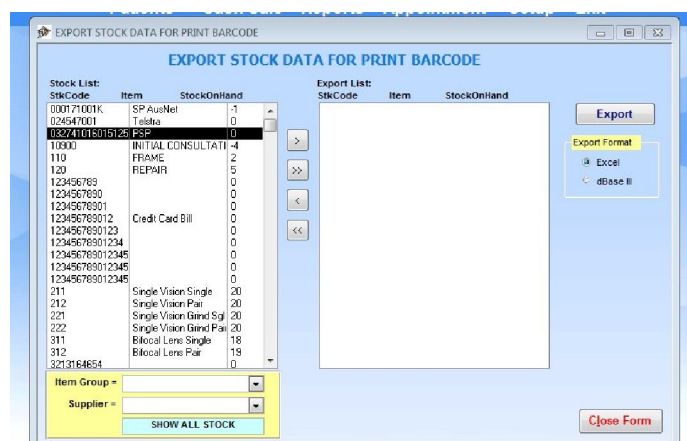 EXPORT STOCK DATA FOR PRINT BARCODE
EXPORT STOCK DATA FOR PRINT BARCODE
Stock List:
StkCode Item StockOnHand
000171001K SP AusNet -1
024547001 Telstra 0
032741016015125 PSP 0
10900 INITIAL CONSULTATI -4
110 FRAME 2
120 REPAIR 5
123456789 0
1234567890 0
12345678901 0
123456789012 Credit Card Bill 0
1234567890123 0
12345678901234 0
123456789012345 0
123456789012345 0
123456789012345 0
211 Single Vision Single 20
212 Single Vision Pair 20
221 Single Vision Grind Sgl 20
222 Single Vision Grind Pair 20
311 Bifocal Lens Single 18
312 Bifocal Lens Pair 19
3213164654 0
Item Group =
Supplier =
SHOW ALL STOCK
>
>>
<
<<
Export List:
StkCode Item StockOnHand
Export
Export Format
Excel
dBase III
Close Form